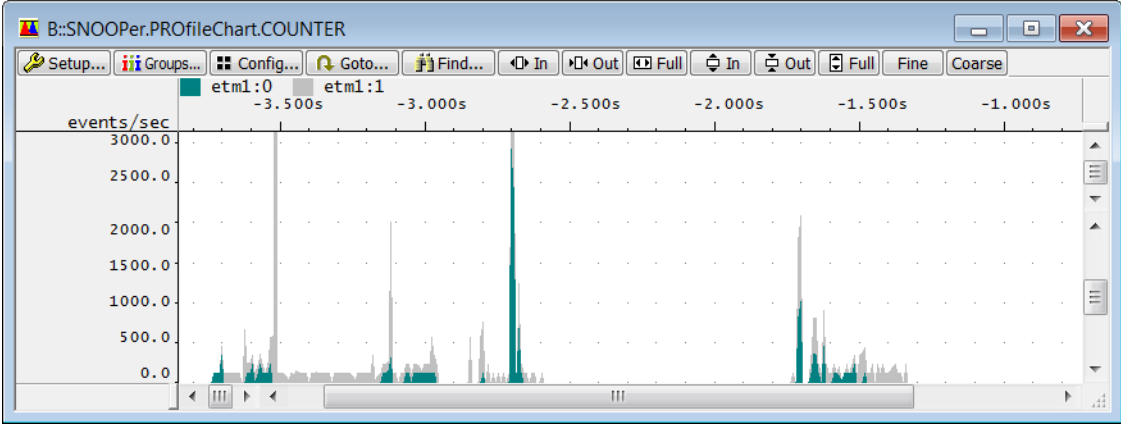 B::SNOOPer.PROfileChart.COUNTER
Setup... Groups... Config... Goto... Find... In Out Full In Out Full Fine Coarse
etm1:0 etm1:1
-3.500s -3.000s -2.500s -2.000s -1.500s -1.000s
events/sec
3000.0
2500.0
2000.0
1500.0
1000.0
500.0
0.0